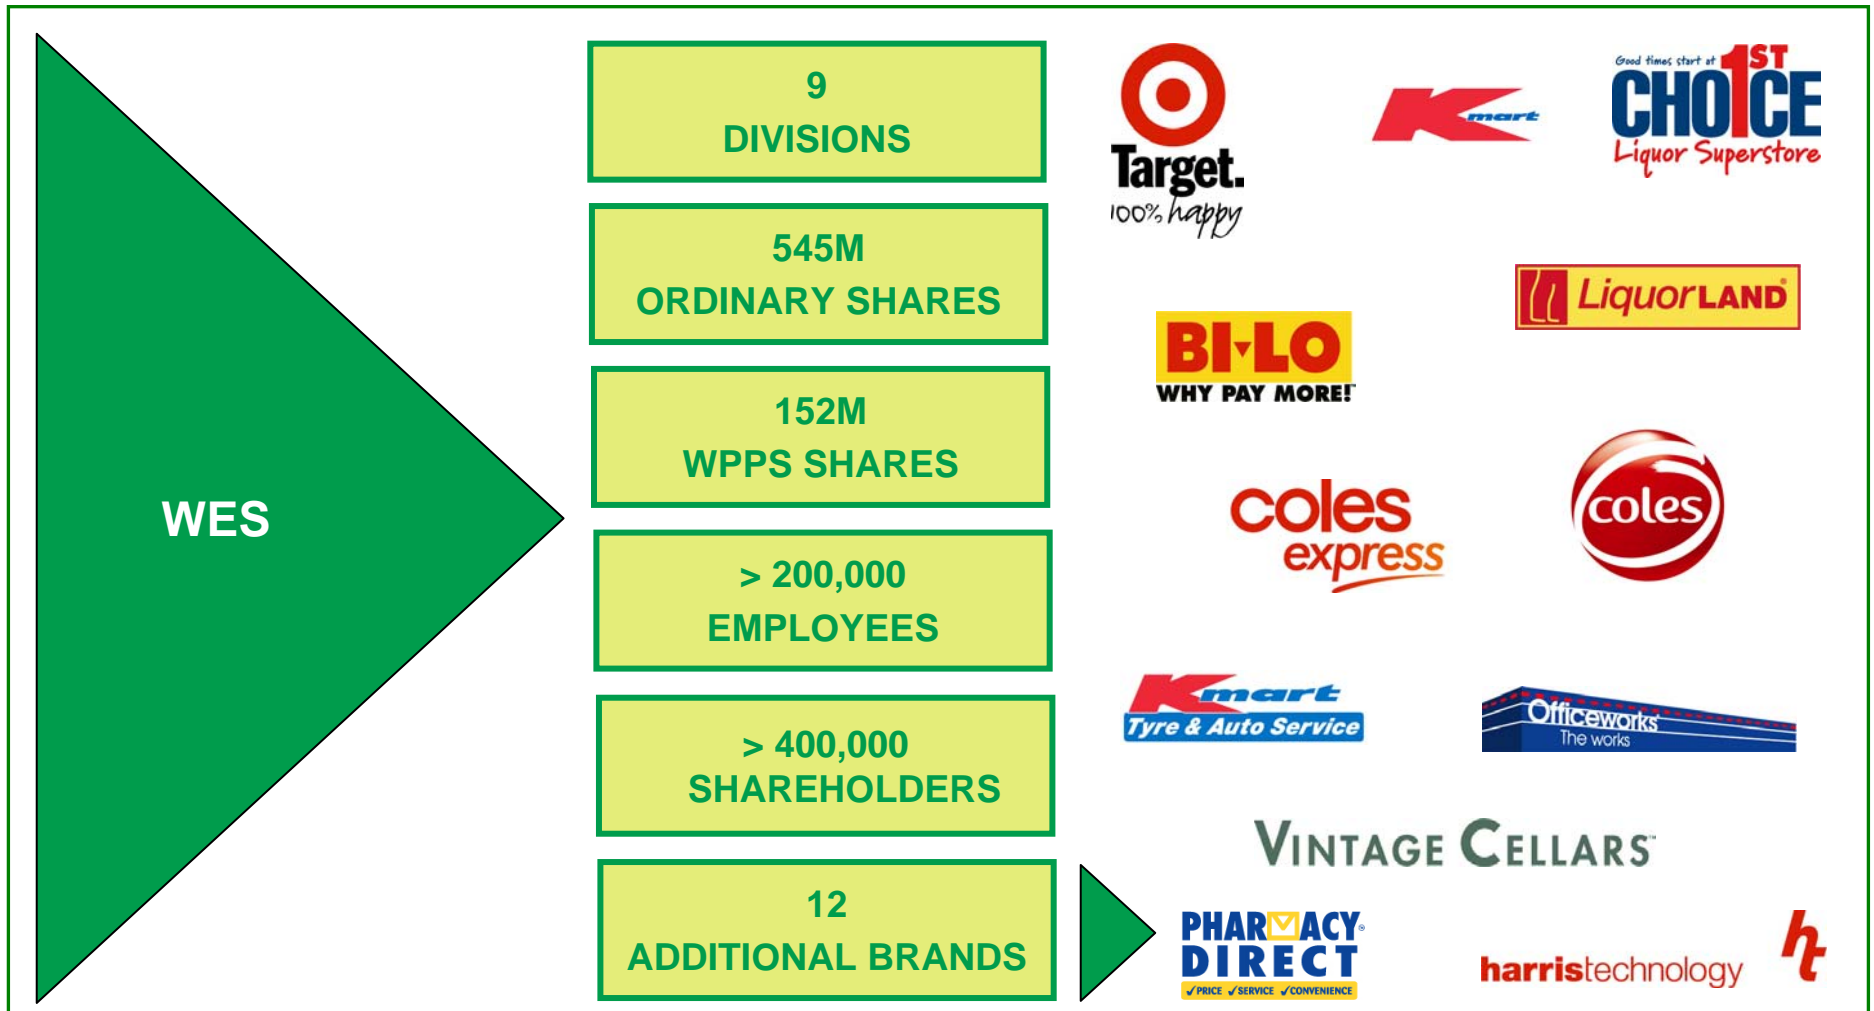 WES
9
DIVISIONS
545M
ORDINARY SHARES
152M
WPPS SHARES
> 200,000
EMPLOYEES
> 400,000
SHAREHOLDERS
12
ADDITIONAL BRANDS
Target.
100% happy
Kmart
Good times start at
1ST
CHOICE
Liquor Superstore
LiquorLAND
BI-LO
WHY PAY MORE!
coles
express
coles
Kmart
Tyre & Auto Service
Officeworks
The works
VINTAGE CELLARS™
PHARMACY®
DIRECT
✓PRICE ✓SERVICE ✓CONVENIENCE
harristechnology
ht